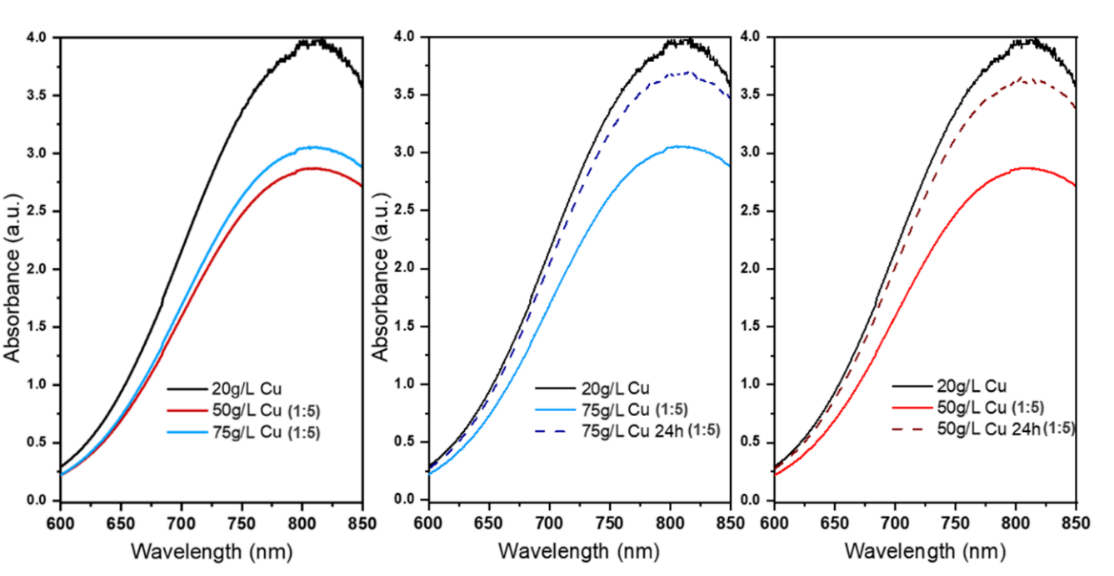 4.0
3.5
3.0
2.5
2.0
1.5
1.0
0.5
0.0
Absorbance (a.u.)
20g/L Cu
50g/L Cu (1:5)
75g/L Cu (1:5)
600 650 700 750 800 850
Wavelength (nm)
4.0
3.5
3.0
2.5
2.0
1.5
1.0
0.5
0.0
Absorbance (a.u.)
20g/L Cu
75g/L Cu (1:5)
75g/L Cu 24h (1:5)
600 650 700 750 800 850
Wavelength (nm)
4.0
3.5
3.0
2.5
2.0
1.5
1.0
0.5
0.0
20g/L Cu
50g/L Cu (1:5)
50g/L Cu 24h (1:5)
600 650 700 750 800 850
Wavelength (nm)